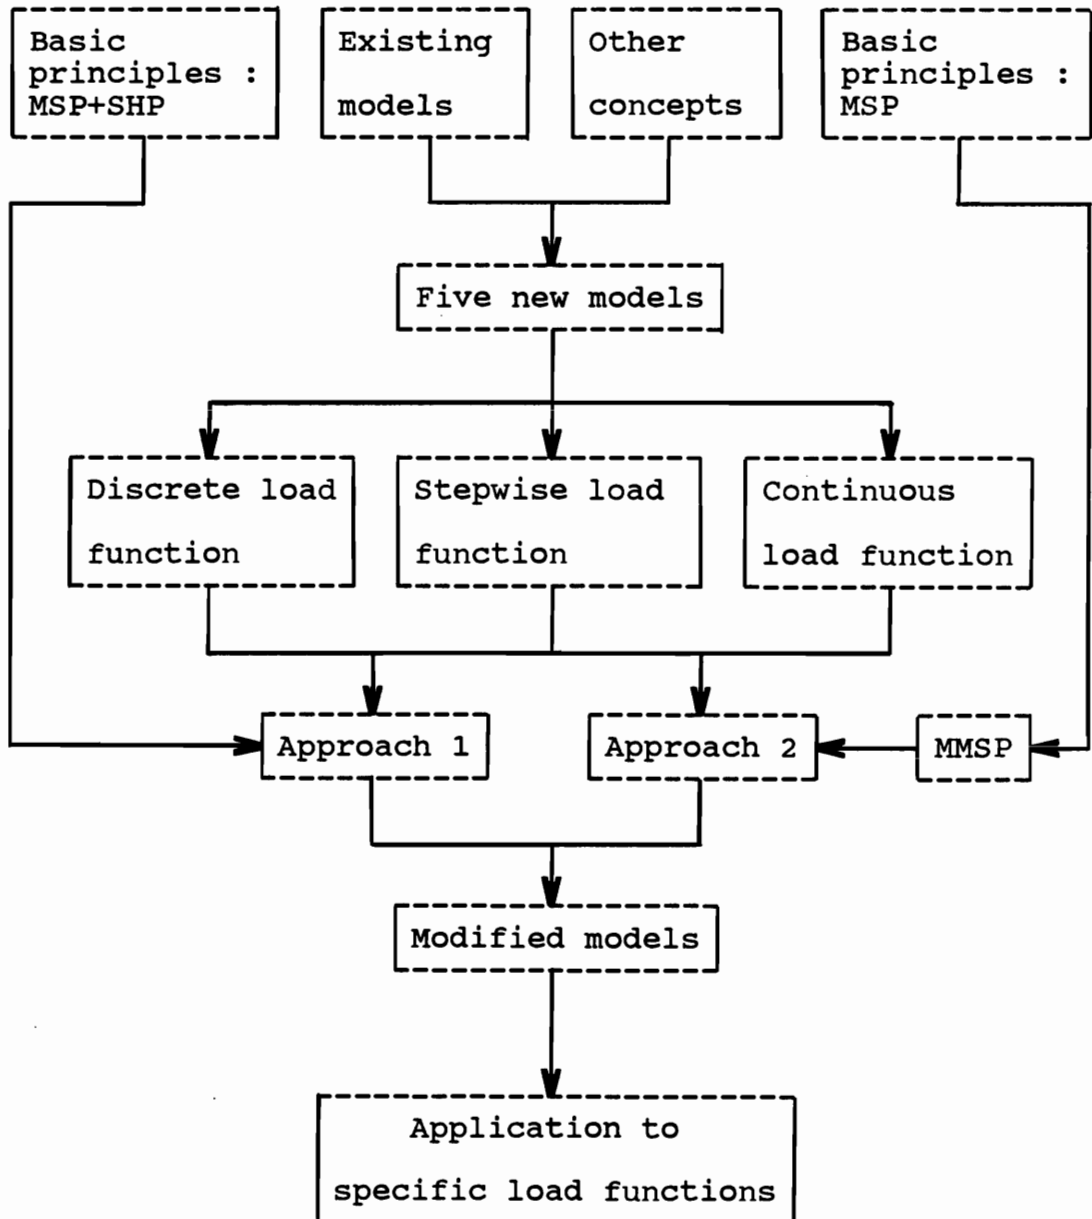 Basic
principles :
MSP+SHP
Existing
models
Other
concepts
Basic
principles :
MSP
Five new models
Discrete load
function
Stepwise load
function
Continuous
load function
Approach 1
Approach 2
MMSP
Modified models
Application to
specific load functions